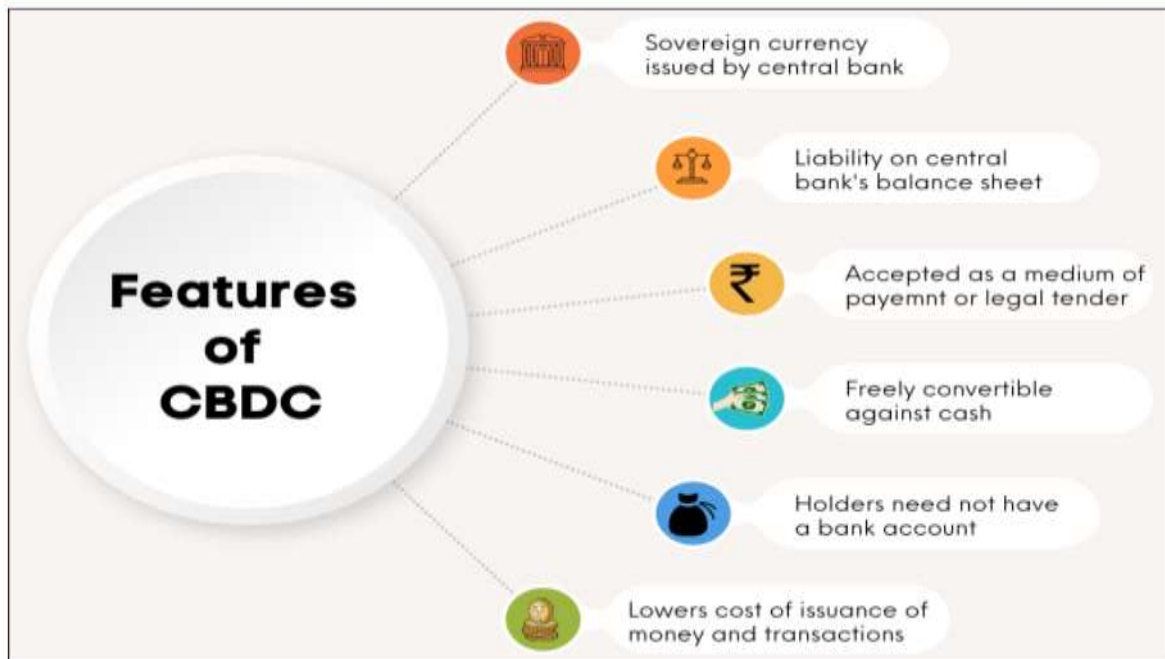 Features
of
CBDC
Sovereign currency
issued by central bank
Liability on central
bank's balance sheet
₹
Accepted as a medium of
payemnt or legal tender
Freely convertible
against cash
Holders need not have
a bank account
Lowers cost of issuance of
money and transactions